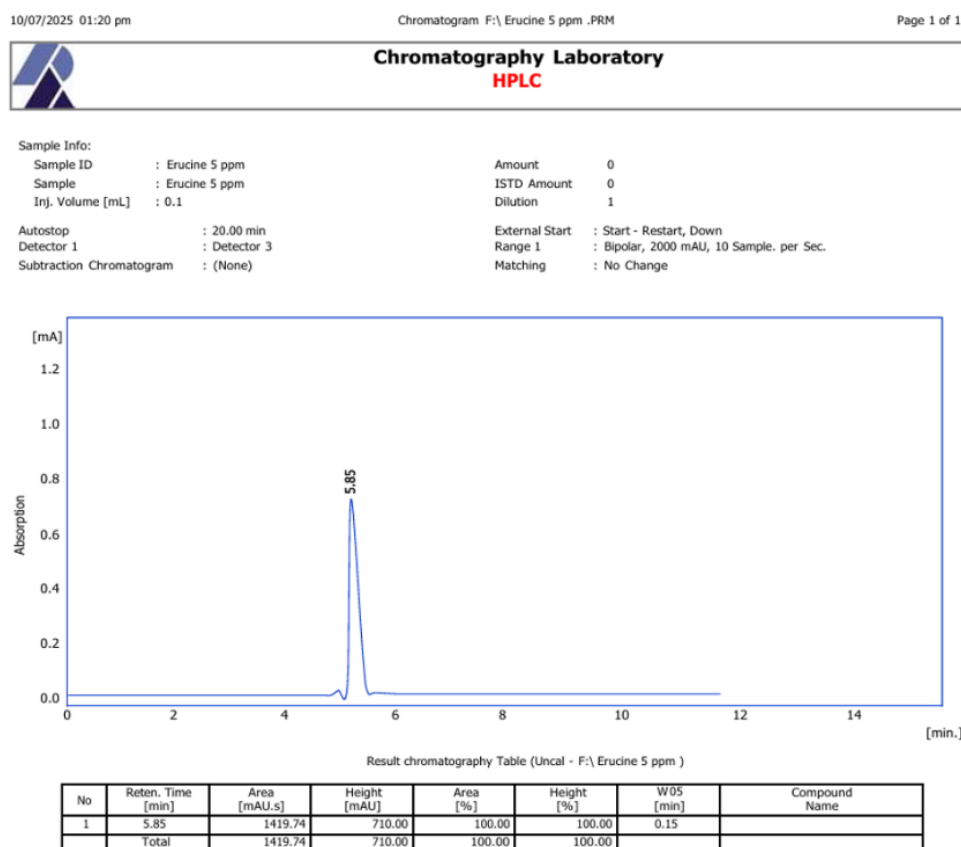 10/07/2025 01:20 pm Chromatogram F:\ Erucine 5 ppm .PRM Page 1 of 1
Chromatography Laboratory
HPLC
Sample Info:
Sample ID : Erucine 5 ppm Amount 0
Sample : Erucine 5 ppm ISTD Amount 0
Inj. Volume [mL] : 0.1 Dilution 1
Autostop : 20.00 min External Start : Start - Restart, Down
Detector 1 : Detector 3 Range 1 : Bipolar, 2000 mAU, 10 Sample. per Sec.
Subtraction Chromatogram : (None) Matching : No Change
[mA]
1.2
1.0
0.8
0.6
0.4
0.2
0.0
Absorption
5.85
0 2 4 6 8 10 12 14
[min.]
Result chromatography Table (Uncal - F:\ Erucine 5 ppm )
No Reten. Time [min] Area [mAU.s] Height [mAU] Area [%] Height [%] W05 [min] Compound Name
1 5.85 1419.74 710.00 100.00 100.00 0.15
Total 1419.74 710.00 100.00 100.00